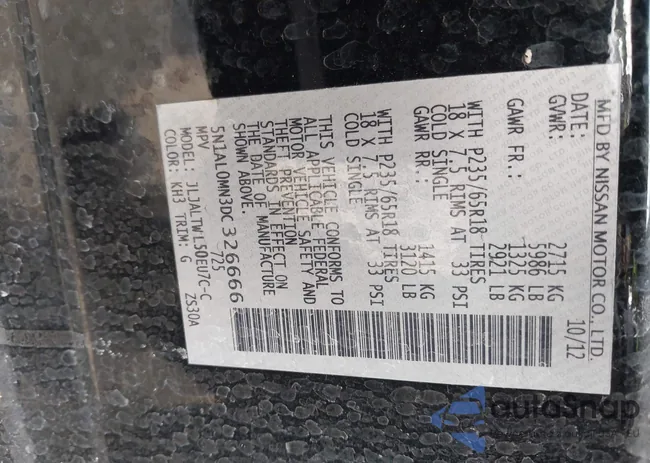 MFD BY NISSAN MOTOR CO., LTD.
DATE: 10/12
GVWR: 2715 KG
5986 LB
GAWR FR.: 1325 KG
2921 LB
WITH P235/65R18 TIRES
18 X 7.5 RIMS AT 33 PSI
COLD SINGLE
GAWR RR.: 1415 KG
3120 LB
WITH P235/65R18 TIRES
18 X 7.5 RIMS AT 33 PSI
COLD SINGLE
THIS VEHICLE CONFORMS TO
ALL APPLICABLE FEDERAL
MOTOR VEHICLE SAFETY AND
THEFT PREVENTION
STANDARDS IN EFFECT ON
THE DATE OF MANUFACTURE
SHOWN ABOVE.
5N1AL0MN3DC326666
MPV 725
MODEL: JLJALTWL50EU7C-C
COLOR: KH3 TRIM: G ZS30A
autoSnap